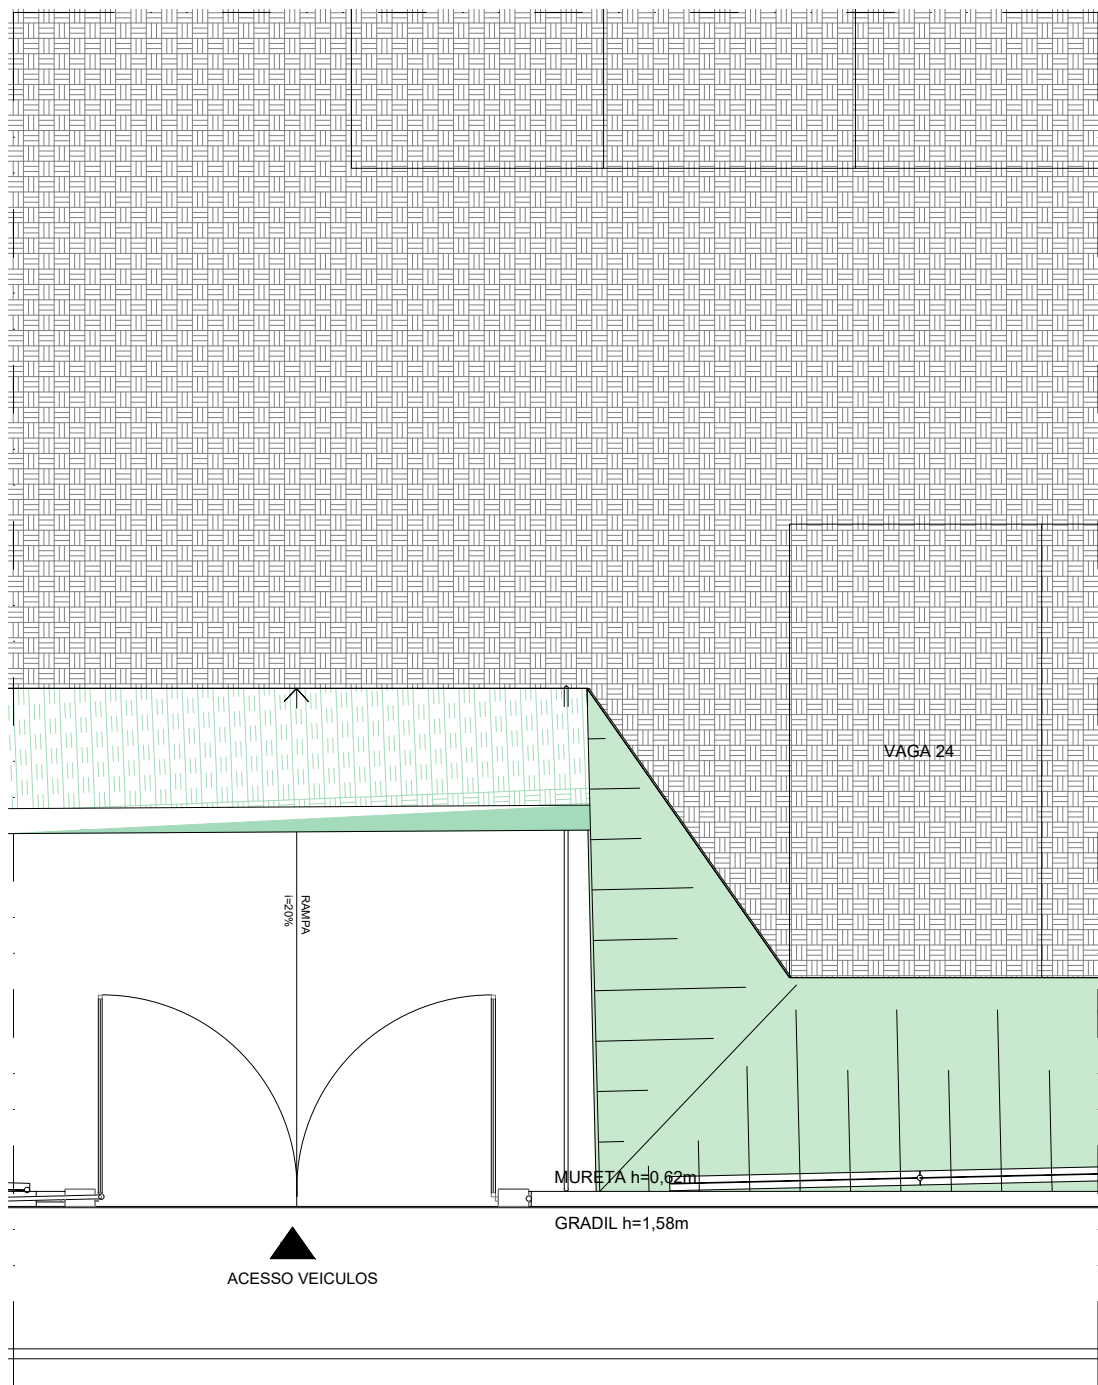 VAGA 24
RAMPA
i=20%
MURETA h=0,62m
GRADIL h=1,58m
ACESSO VEICULOS